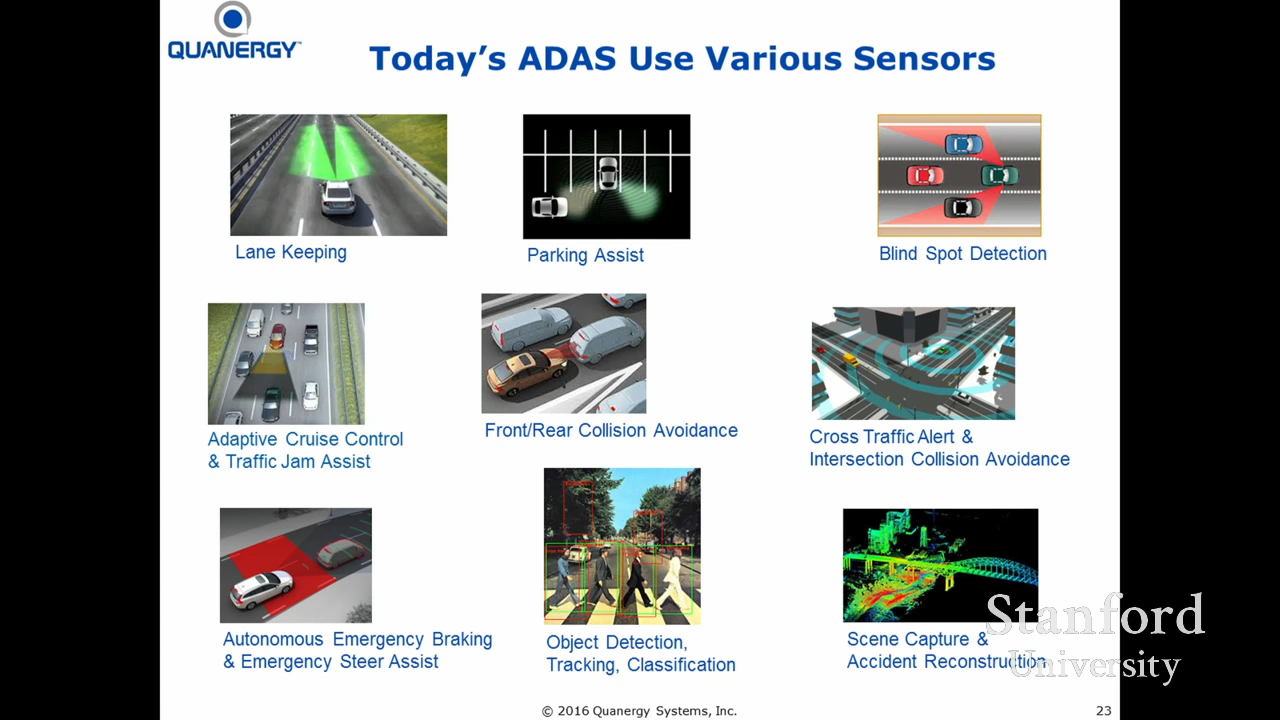 QUANERGY™
Today's ADAS Use Various Sensors
Lane Keeping
Parking Assist
Blind Spot Detection
Adaptive Cruise Control
& Traffic Jam Assist
Front/Rear Collision Avoidance
Cross Traffic Alert &
Intersection Collision Avoidance
Autonomous Emergency Braking
& Emergency Steer Assist
Object Detection,
Tracking, Classification
Scene Capture &
Accident Reconstruction
Stanford
University
© 2016 Quanergy Systems, Inc.
23